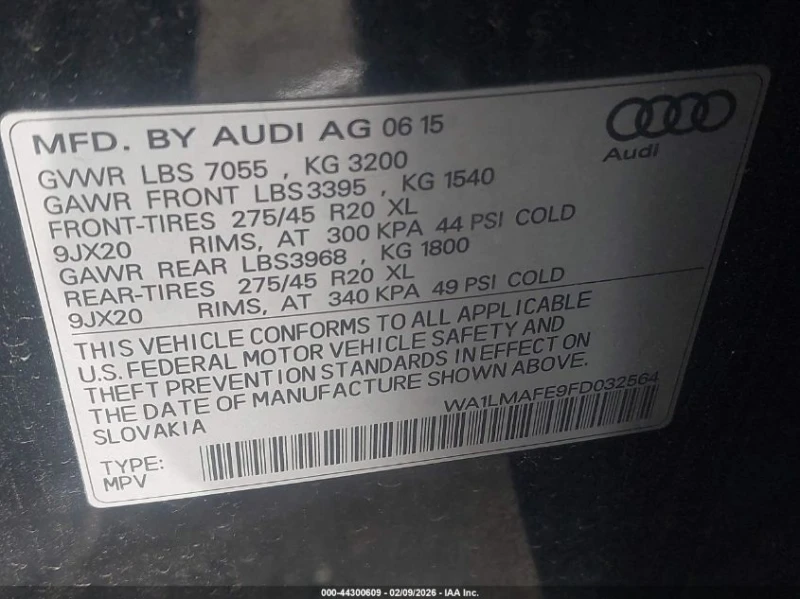 MFD. BY AUDI AG 06 15
Audi
GVWR LBS 7055 , KG 3200
GAWR FRONT LBS3395 , KG 1540
FRONT-TIRES 275/45 R20 XL
9JX20 RIMS, AT 300 KPA 44 PSI COLD
GAWR REAR LBS3968 , KG 1800
REAR-TIRES 275/45 R20 XL
9JX20 RIMS, AT 340 KPA 49 PSI COLD
THIS VEHICLE CONFORMS TO ALL APPLICABLE
U.S. FEDERAL MOTOR VEHICLE SAFETY AND
THEFT PREVENTION STANDARDS IN EFFECT ON
THE DATE OF MANUFACTURE SHOWN ABOVE
SLOVAKIA
WA1LMAFE9FD032564
TYPE:
MPV
000-44300609 - 02/09/2026 - IAA Inc.